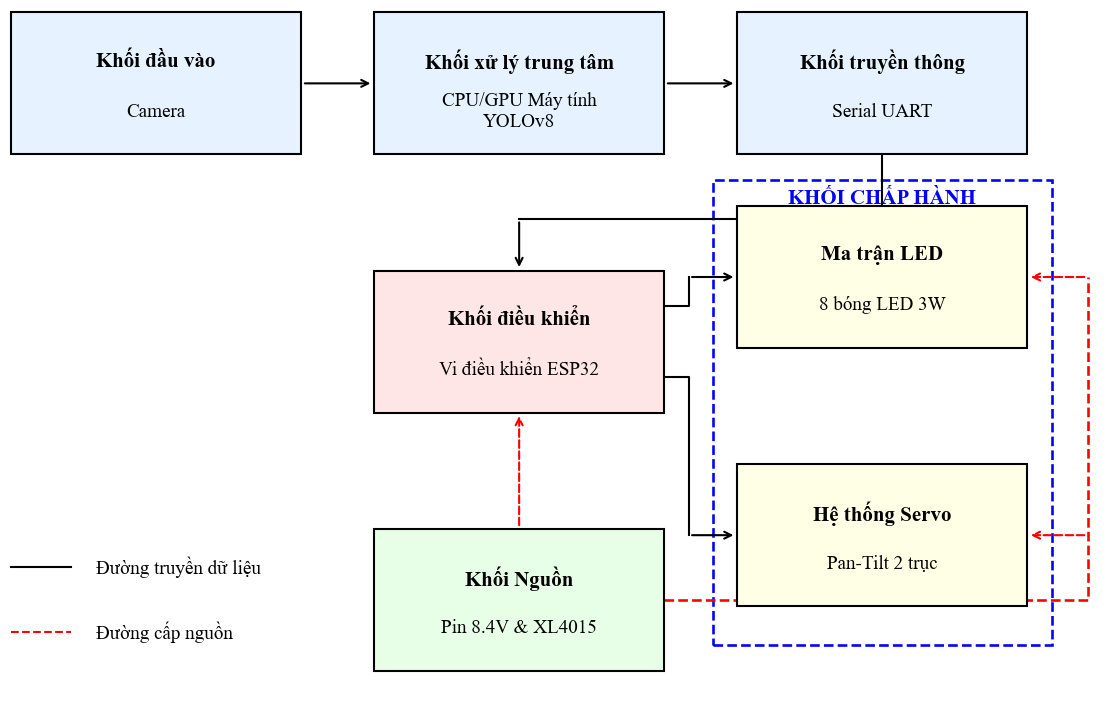 Khối đầu vào
Camera
Khối xử lý trung tâm
CPU/GPU Máy tính
YOLOv8
Khối truyền thông
Serial UART
KHỐI CHẤP HÀNH
Ma trận LED
8 bóng LED 3W
Khối điều khiển
Vi điều khiển ESP32
Hệ thống Servo
Pan-Tilt 2 trục
Khối Nguồn
Pin 8.4V & XL4015
Đường truyền dữ liệu
Đường cấp nguồn